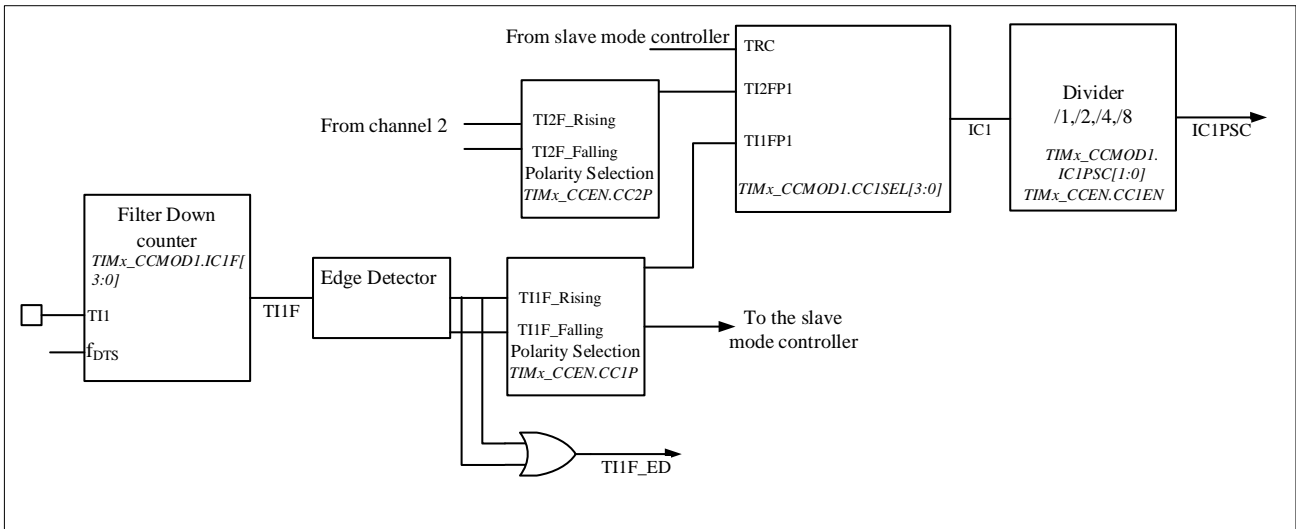 From slave mode controller
TRC
TI2FP1
TI1FP1
TIMx_CCMOD1.CC1SEL[3:0]
From channel 2
TI2F_Rising
TI2F_Falling
Polarity Selection
TIMx_CCEN.CC2P
IC1
Divider
/1,/2,/4,/8
TIMx_CCMOD1.
IC1PSC[1:0]
TIMx_CCEN.CC1EN
IC1PSC
Filter Down
counter
TIMx_CCMOD1.IC1F[
3:0]
TI1
fDTS
TI1F
Edge Detector
TI1F_Rising
TI1F_Falling
Polarity Selection
TIMx_CCEN.CC1P
To the slave
mode controller
TI1F_ED